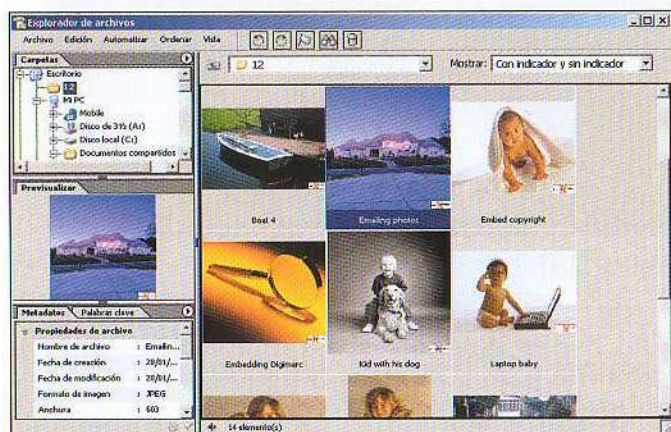 Explorador de archivos
Archivo Edición Automatizar Ordenar Vista
Carpetas
Escritorio
12
Mi PC
Mobile
Disco de 3½ (A:)
Disco local (C:)
Documentos compartidos
12
Mostrar: Con indicador y sin indicador
Previsualizar
Boat 4
Emailing photos
Embed copyright
Embedding Digimarc
Kid with his dog
Laptop baby
Metadatos Palabras clave
Propiedades de archivo
Nombre de archivo : Emailin...
Fecha de creación : 28/01/...
Fecha de modificación : 28/01/...
Formato de imagen : JPEG
Anchura : 603
14 elemento(s)